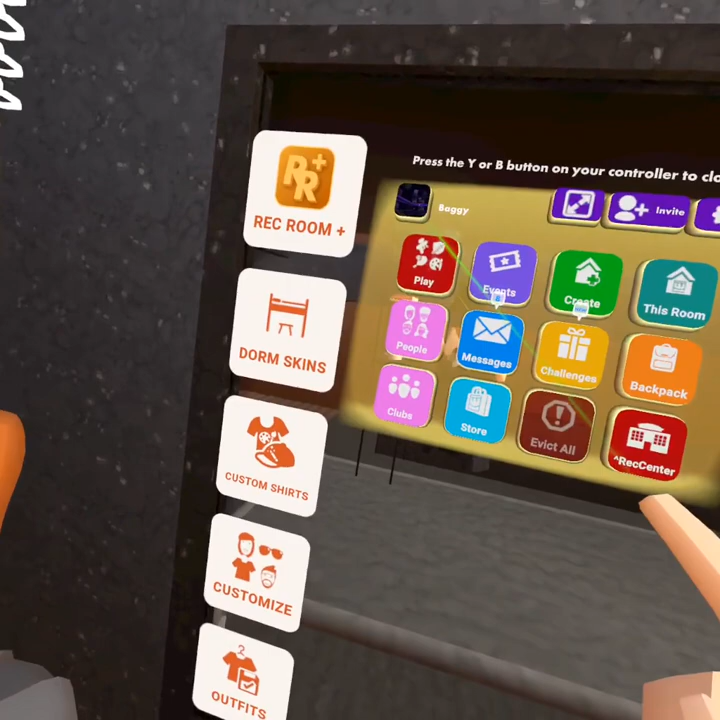 Press the Y or B button on your controller to clo
Baggy
Invite
R+
R
REC ROOM +
DORM SKINS
CUSTOM SHIRTS
CUSTOMIZE
OUTFITS
Play
Events
Create
This Room
People
Messages
Challenges
Backpack
Clubs
Store
Evict All
^RecCenter